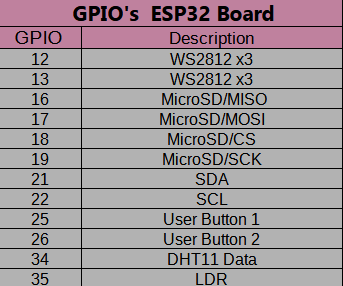 GPIO's ESP32 Board
GPIO Description
12 WS2812 x3
13 WS2812 x3
16 MicroSD/MISO
17 MicroSD/MOSI
18 MicroSD/CS
19 MicroSD/SCK
21 SDA
22 SCL
25 User Button 1
26 User Button 2
34 DHT11 Data
35 LDR